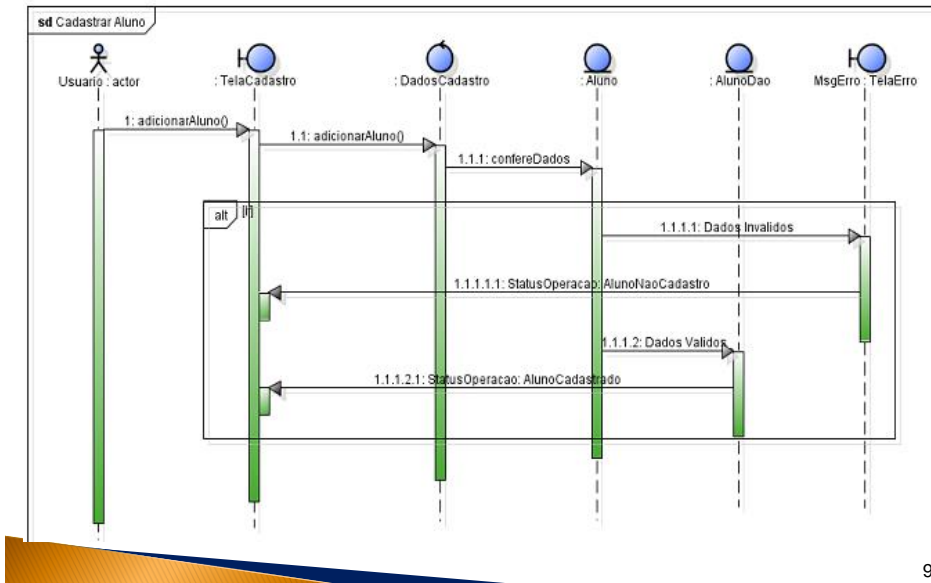 sd Cadastrar Aluno
Usuario : actor
: TelaCadastro
: DadosCadastro
: Aluno
: AlunoDao
MsgErro : TelaErro
1: adicionarAluno()
1.1: adicionarAluno()
1.1.1: confereDados
alt
[if]
1.1.1.1: Dados Invalidos
1.1.1.1.1: StatusOperacao: AlunoNaoCadastro
1.1.1.2: Dados Validos
1.1.1.2.1: StatusOperacao: AlunoCadastrado
9